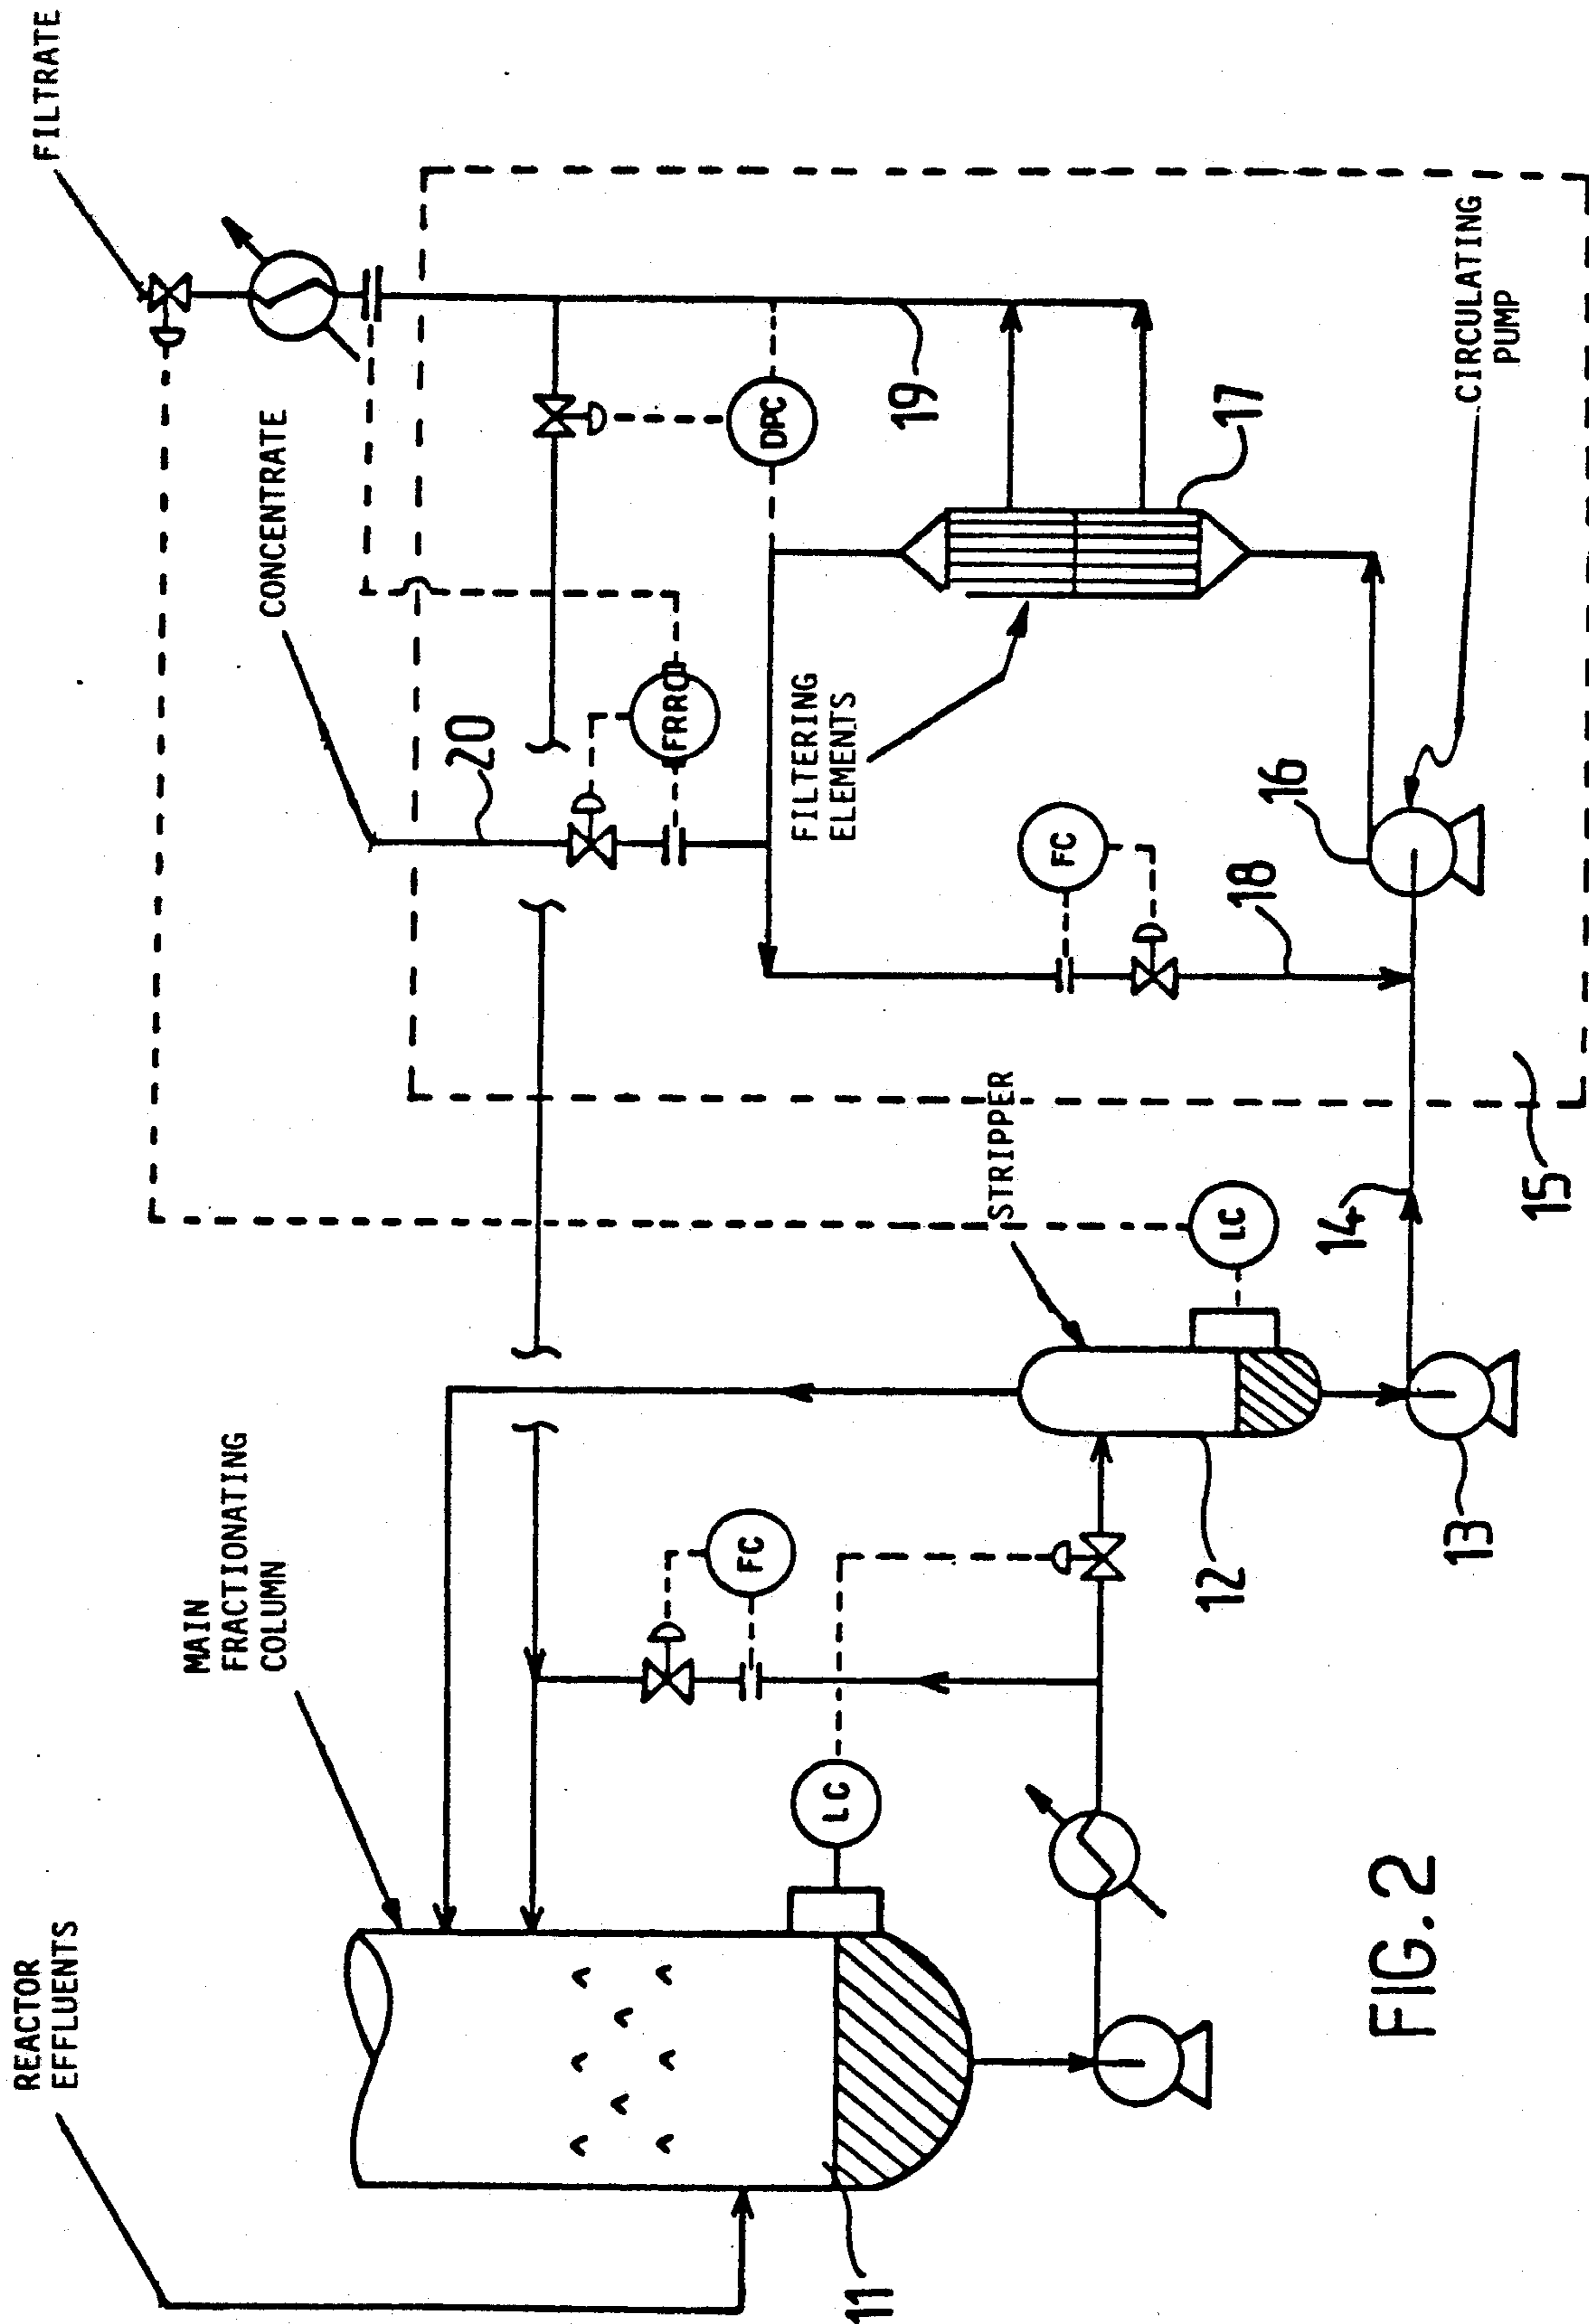 REACTOR
EFFLUENTS
MAIN
FRACTIONATING
COLUMN
STRIPPER
CONCENTRATE
FILTRATE
20
FRRC
DPC
19
FILTERING
ELEMENTS
17
FC
16
18
CIRCULATING
PUMP
LC
FC
LC
11
12
13
14
15
FIG. 2